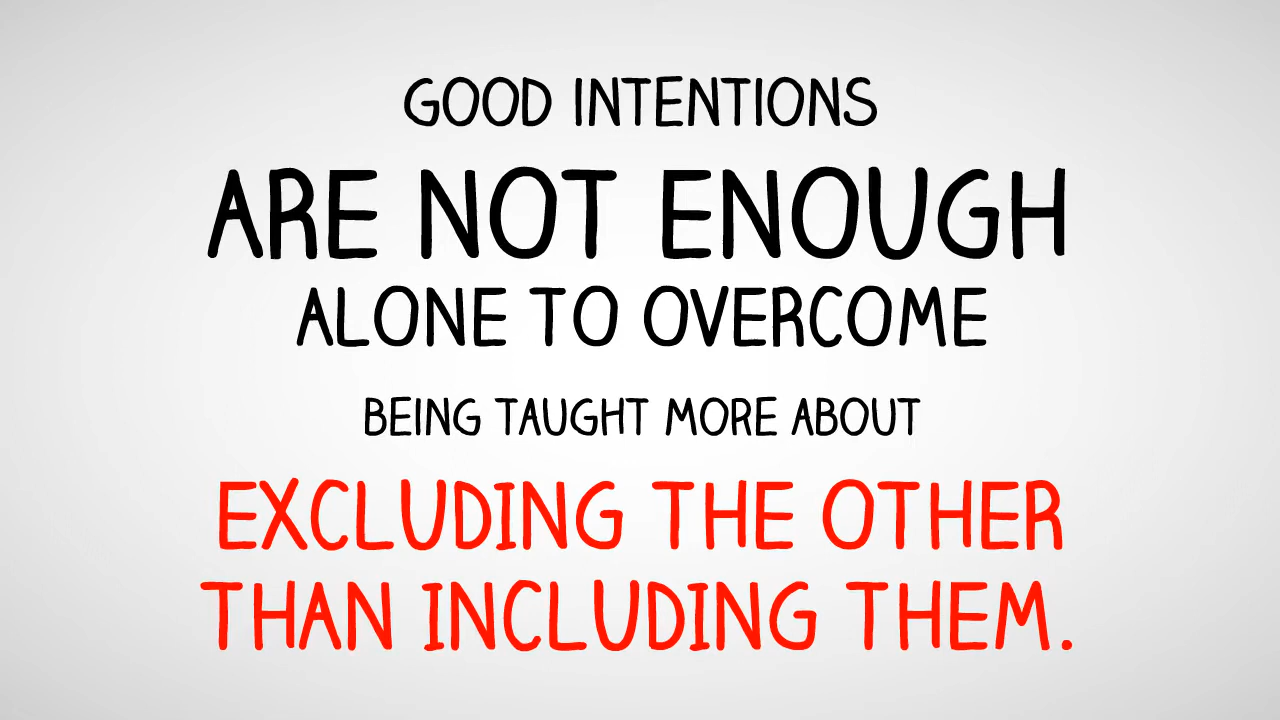 GOOD INTENTIONS
ARE NOT ENOUGH
ALONE TO OVERCOME
BEING TAUGHT MORE ABOUT
EXCLUDING THE OTHER
THAN INCLUDING THEM.